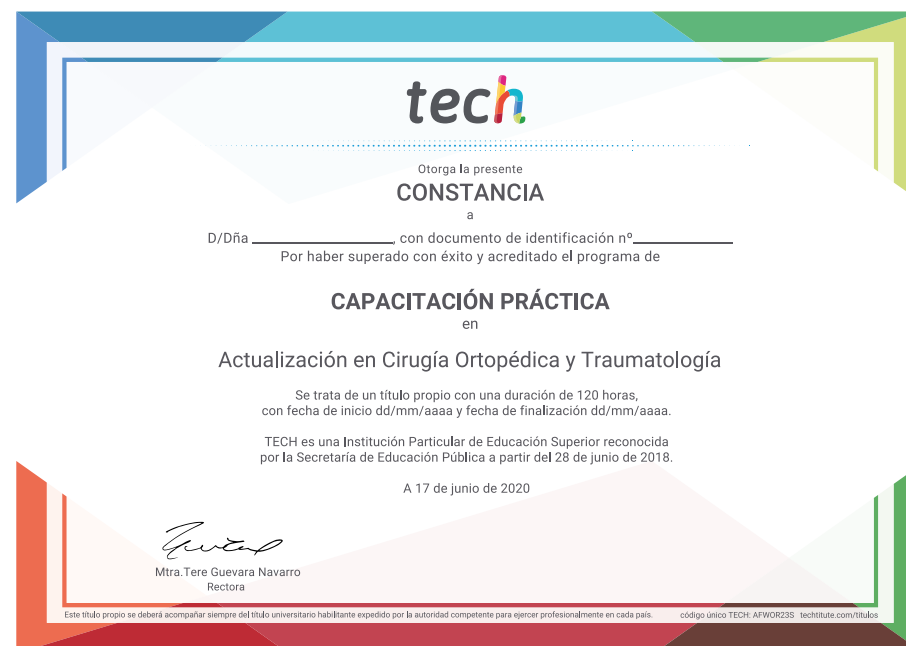 tech
Otorga la presente
CONSTANCIA
a
D/Dña ____________________, con documento de identificación nº______________
Por haber superado con éxito y acreditado el programa de
CAPACITACIÓN PRÁCTICA
en
Actualización en Cirugía Ortopédica y Traumatología
Se trata de un título propio con una duración de 120 horas,
con fecha de inicio dd/mm/aaaa y fecha de finalización dd/mm/aaaa.
TECH es una Institución Particular de Educación Superior reconocida
por la Secretaría de Educación Pública a partir del 28 de junio de 2018.
A 17 de junio de 2020
Mtra.Tere Guevara Navarro
Rectora
Este título propio se deberá acompañar siempre del título universitario habilitante expedido por la autoridad competente para ejercer profesionalmente en cada país. código único TECH: AFWOR23S techtitute.com/titulos